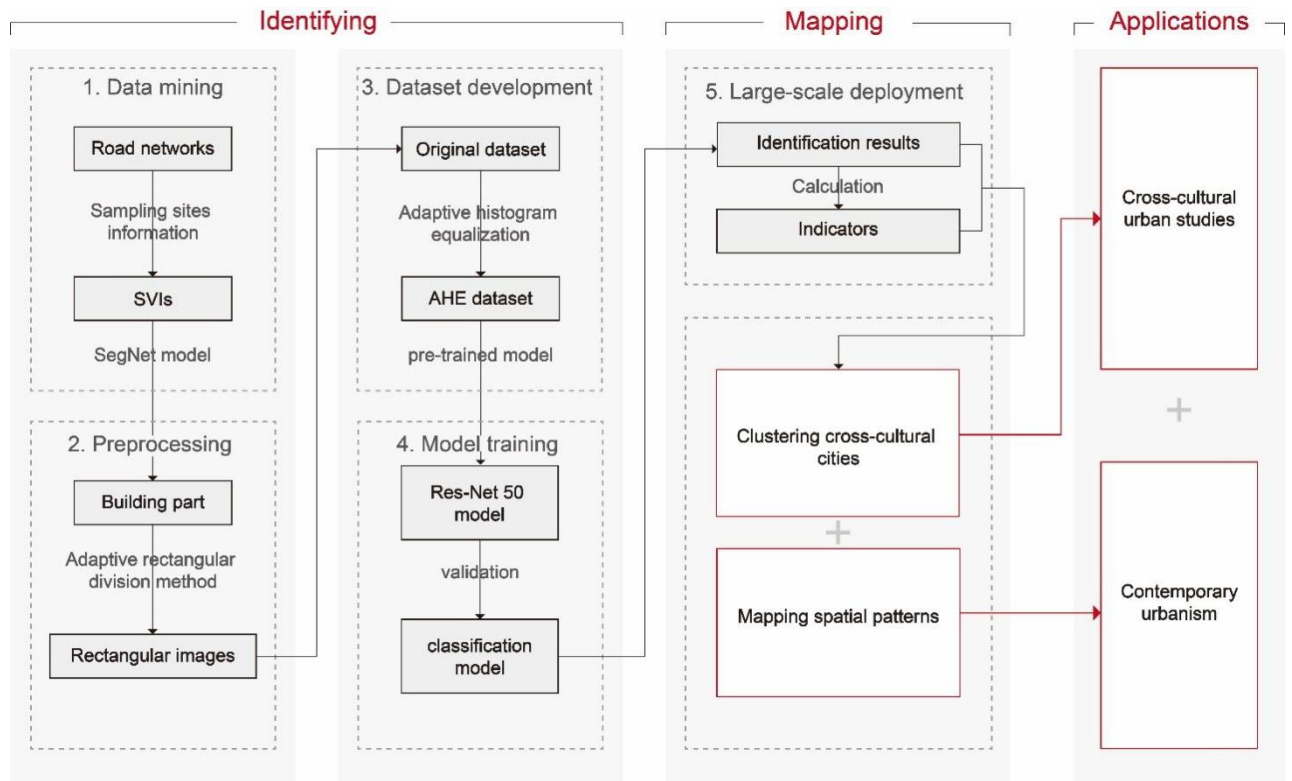 Identifying
Mapping
Applications
1. Data mining
Road networks
Sampling sites
information
SVIs
SegNet model
2. Preprocessing
Building part
Adaptive rectangular
division method
Rectangular images
3. Dataset development
Original dataset
Adaptive histogram
equalization
AHE dataset
pre-trained model
4. Model training
Res-Net 50
model
validation
classification
model
5. Large-scale deployment
Identification results
Calculation
Indicators
Clustering cross-cultural
cities
+
Mapping spatial patterns
Cross-cultural
urban studies
+
Contemporary
urbanism